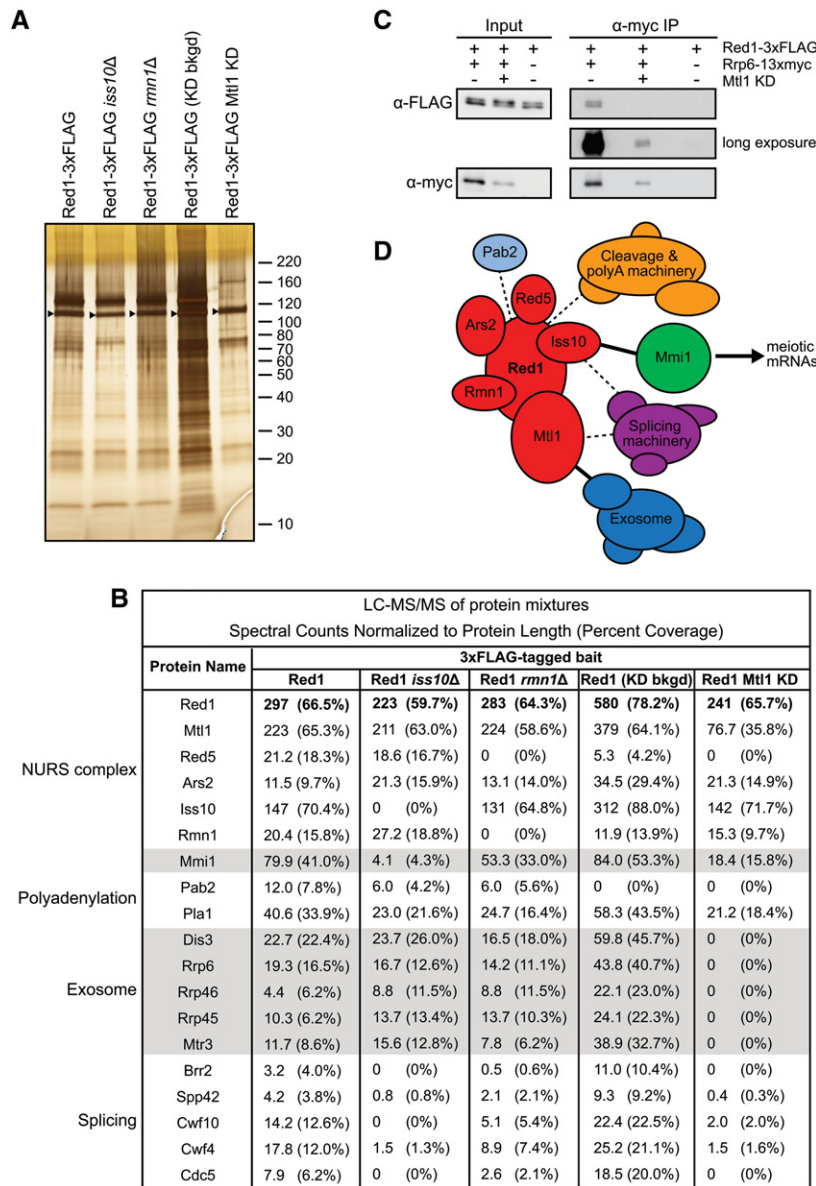 A
Red1-3xFLAG
Red1-3xFLAG iss10Δ
Red1-3xFLAG rmn1Δ
Red1-3xFLAG (KD bkgd)
Red1-3xFLAG Mtl1 KD
220
160
120
100
80
70
60
50
40
30
20
10
C
Input
α-myc IP
+ + + + + + Red1-3xFLAG
+ + - + + - Rrp6-13xmyc
- + - - + - Mtl1 KD
α-FLAG
long exposure
α-myc
D
Pab2
Cleavage &
polyA machinery
Red5
Ars2
Iss10
Red1
Mmi1
meiotic
mRNAs
Rmn1
Mtl1
Splicing
machinery
Exosome
B
LC-MS/MS of protein mixtures
Spectral Counts Normalized to Protein Length (Percent Coverage)
Protein Name
3xFLAG-tagged bait
Red1 Red1 iss10Δ Red1 rmn1Δ Red1 (KD bkgd) Red1 Mtl1 KD
Red1 297 (66.5%) 223 (59.7%) 283 (64.3%) 580 (78.2%) 241 (65.7%)
Mtl1 223 (65.3%) 211 (63.0%) 224 (58.6%) 379 (64.1%) 76.7 (35.8%)
Red5 21.2 (18.3%) 18.6 (16.7%) 0 (0%) 5.3 (4.2%) 0 (0%)
NURS complex
Ars2 11.5 (9.7%) 21.3 (15.9%) 13.1 (14.0%) 34.5 (29.4%) 21.3 (14.9%)
Iss10 147 (70.4%) 0 (0%) 131 (64.8%) 312 (88.0%) 142 (71.7%)
Rmn1 20.4 (15.8%) 27.2 (18.8%) 0 (0%) 11.9 (13.9%) 15.3 (9.7%)
Mmi1 79.9 (41.0%) 4.1 (4.3%) 53.3 (33.0%) 84.0 (53.3%) 18.4 (15.8%)
Polyadenylation
Pab2 12.0 (7.8%) 6.0 (4.2%) 6.0 (5.6%) 0 (0%) 0 (0%)
Pla1 40.6 (33.9%) 23.0 (21.6%) 24.7 (16.4%) 58.3 (43.5%) 21.2 (18.4%)
Dis3 22.7 (22.4%) 23.7 (26.0%) 16.5 (18.0%) 59.8 (45.7%) 0 (0%)
Rrp6 19.3 (16.5%) 16.7 (12.6%) 14.2 (11.1%) 43.8 (40.7%) 0 (0%)
Exosome
Rrp46 4.4 (6.2%) 8.8 (11.5%) 8.8 (11.5%) 22.1 (23.0%) 0 (0%)
Rrp45 10.3 (6.2%) 13.7 (13.4%) 13.7 (10.3%) 24.1 (22.3%) 0 (0%)
Mtr3 11.7 (8.6%) 15.6 (12.8%) 7.8 (6.2%) 38.9 (32.7%) 0 (0%)
Brr2 3.2 (4.0%) 0 (0%) 0.5 (0.6%) 11.0 (10.4%) 0 (0%)
Spp42 4.2 (3.8%) 0.8 (0.8%) 2.1 (2.1%) 9.3 (9.2%) 0.4 (0.3%)
Splicing
Cwf10 14.2 (12.6%) 0 (0%) 5.1 (5.4%) 22.4 (22.5%) 2.0 (2.0%)
Cwf4 17.8 (12.0%) 1.5 (1.3%) 8.9 (7.4%) 25.2 (21.1%) 1.5 (1.6%)
Cdc5 7.9 (6.2%) 0 (0%) 2.6 (2.1%) 18.5 (20.0%) 0 (0%)